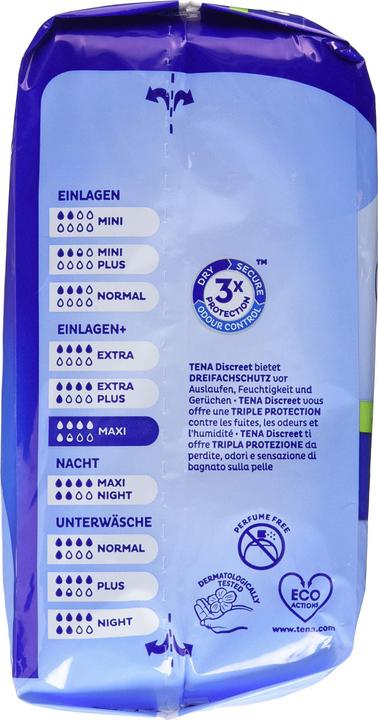 EINLAGEN
MINI
MINI
PLUS
NORMAL
EINLAGEN+
EXTRA
EXTRA
PLUS
MAXI
NACHT
MAXI
NIGHT
UNTERWÄSCHE
NORMAL
PLUS
NIGHT
DRY SECURE
TM
3X
PROTECTION
ODOUR CONTROL
TENA Discreet bietet
DREIFACHSCHUTZ vor
Auslaufen, Feuchtigkeit und
Gerüchen • TENA Discreet vous
offre une TRIPLE PROTECTION
contre les fuites, les odeurs et
l'humidité • TENA Discreet ti
offre TRIPLA PROTEZIONE da
perdite, odori e sensazione di
bagnato sulla pelle
PERFUME FREE
DERMATOLOGICALLY
TESTED
ECO
ACTIONS
www.tena.com